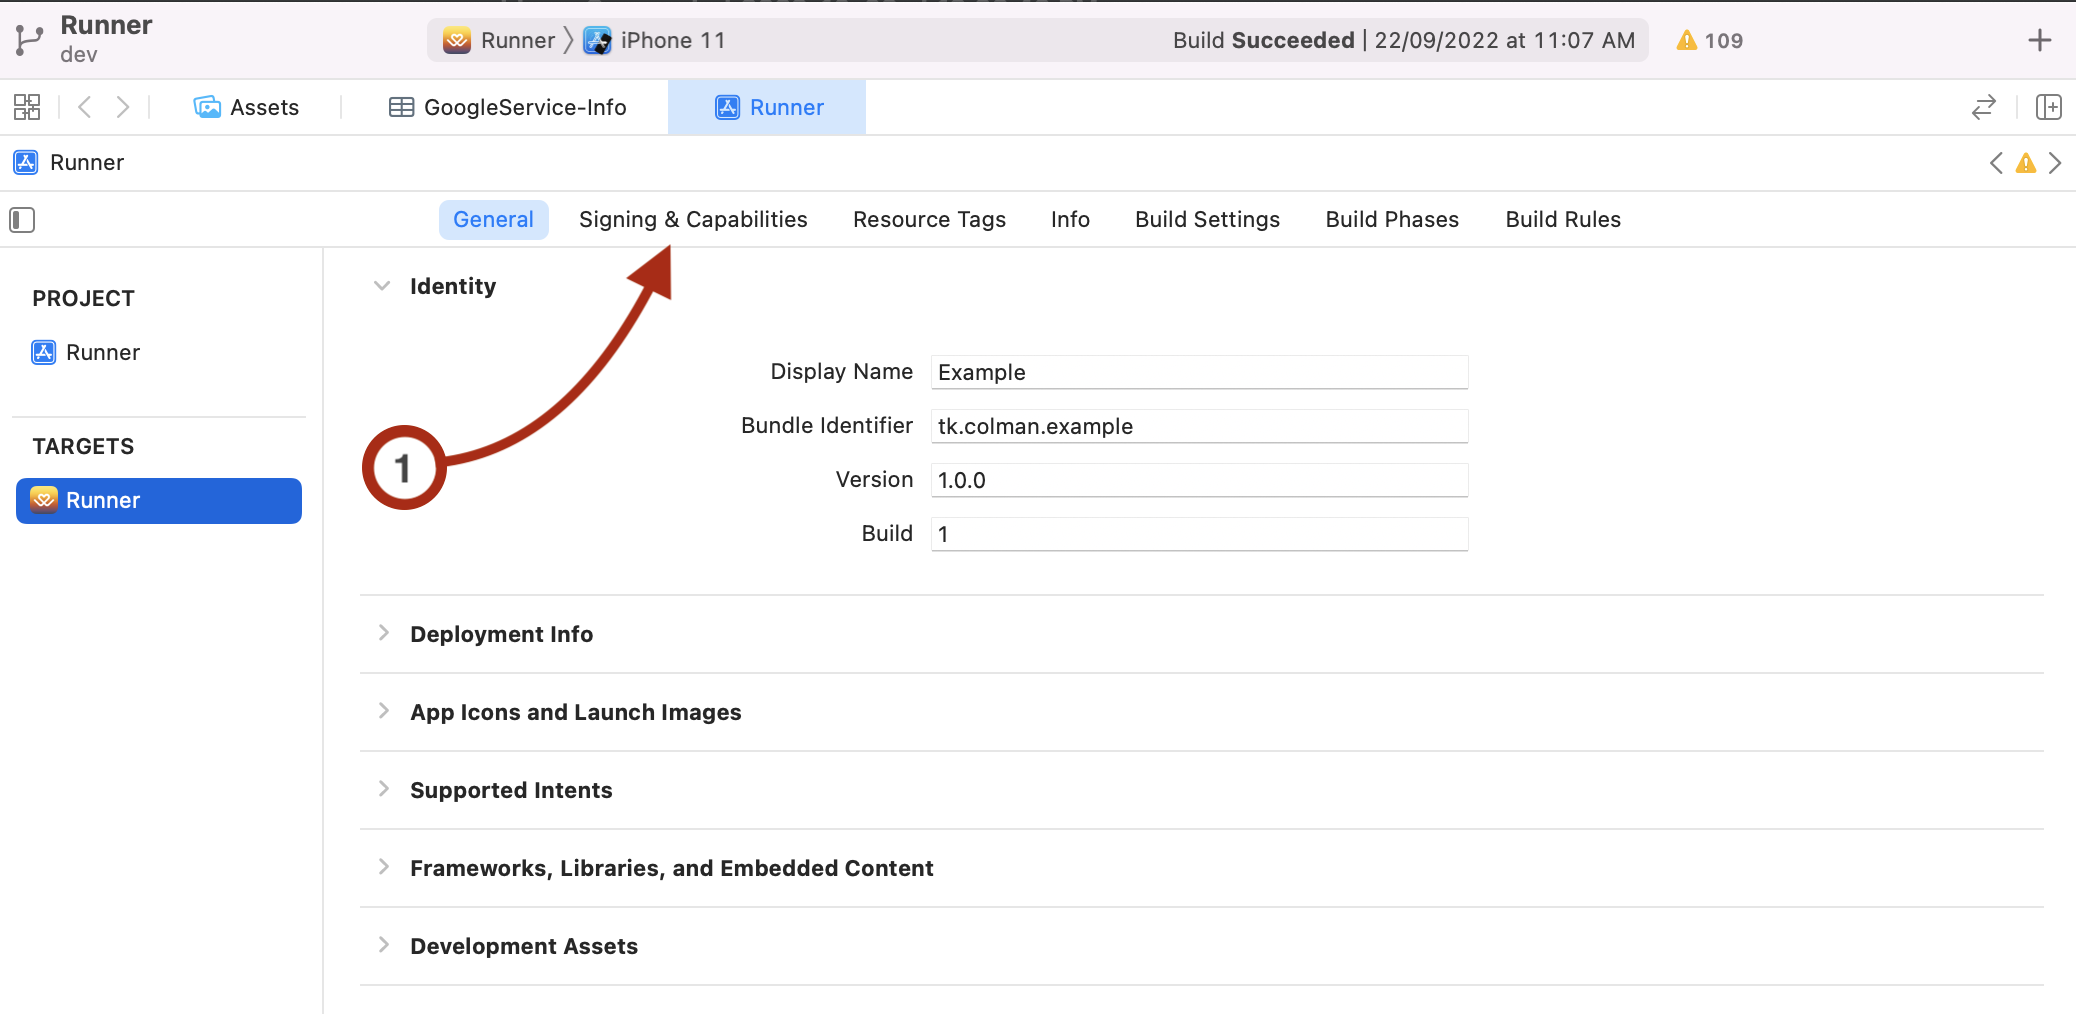 Runner
dev
Runner iPhone 11 Build Succeeded | 22/09/2022 at 11:07 AM 109
Assets GoogleService-Info Runner
Runner
General Signing & Capabilities Resource Tags Info Build Settings Build Phases Build Rules
PROJECT
Runner
TARGETS
Runner
1
Identity
Display Name Example
Bundle Identifier tk.colman.example
Version 1.0.0
Build 1
Deployment Info
App Icons and Launch Images
Supported Intents
Frameworks, Libraries, and Embedded Content
Development Assets